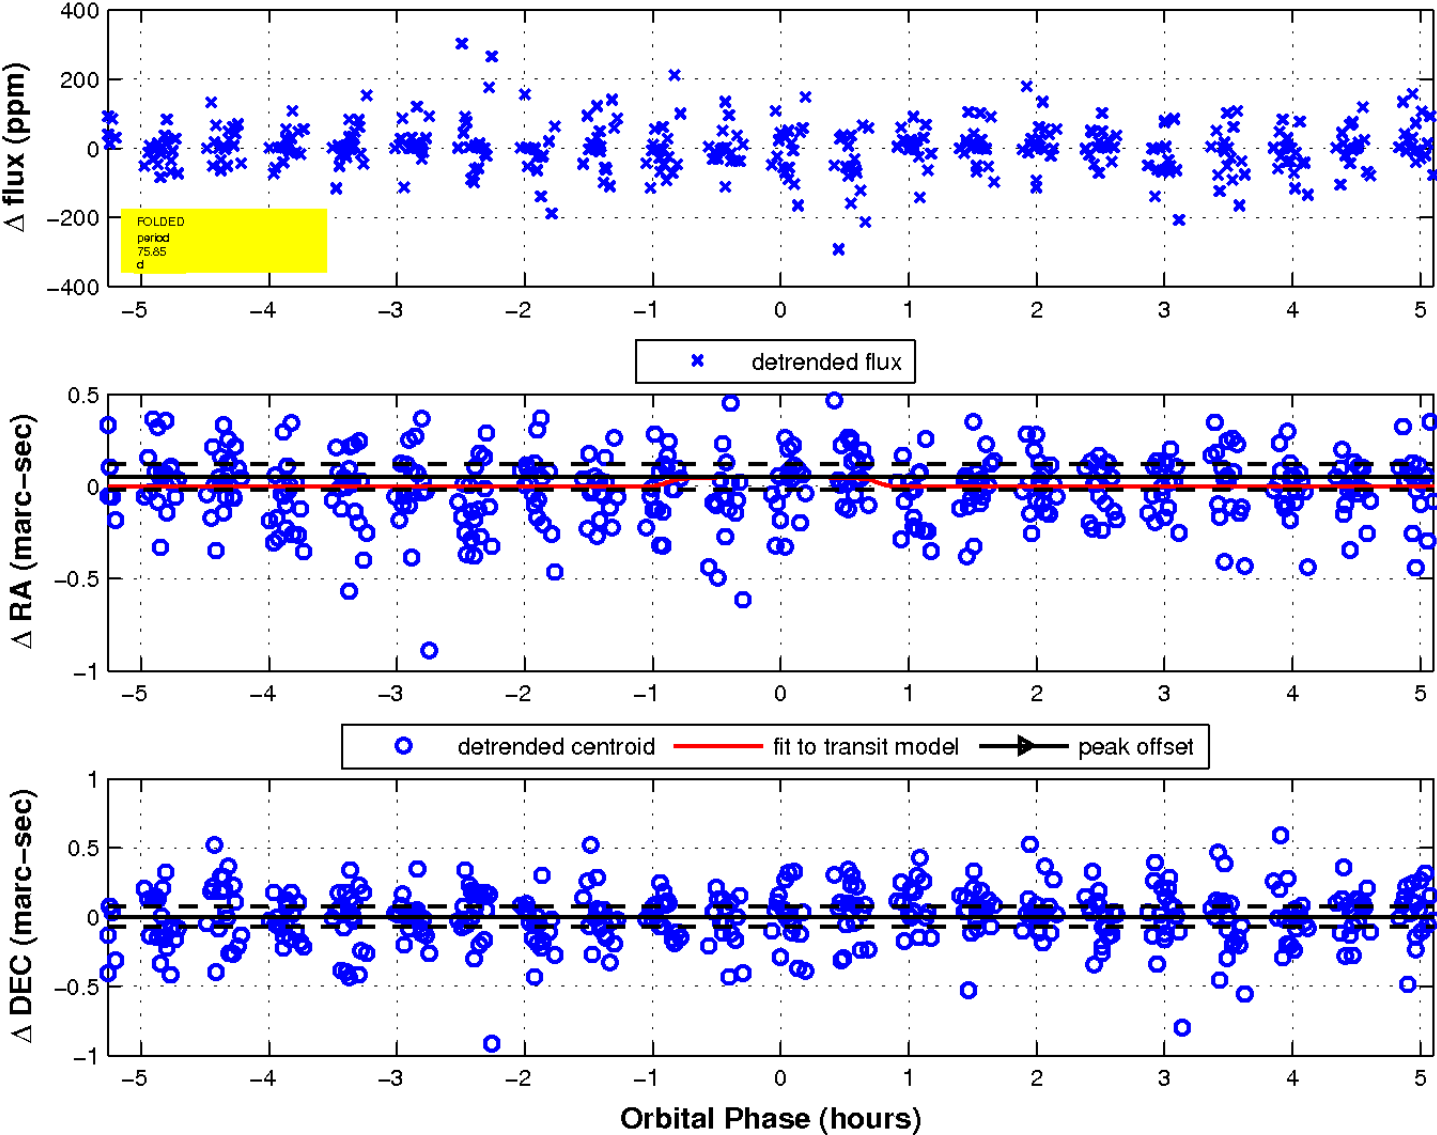 400
200
0
−200
−400
Δ flux (ppm)
FOLDED
period
75.85
d
−5 −4 −3 −2 −1 0 1 2 3 4 5
detrended flux
0.5
0
−0.5
−1
Δ RA (marc−sec)
−5 −4 −3 −2 −1 0 1 2 3 4 5
detrended centroid fit to transit model peak offset
1
0.5
0
−0.5
−1
Δ DEC (marc−sec)
−5 −4 −3 −2 −1 0 1 2 3 4 5
Orbital Phase (hours)